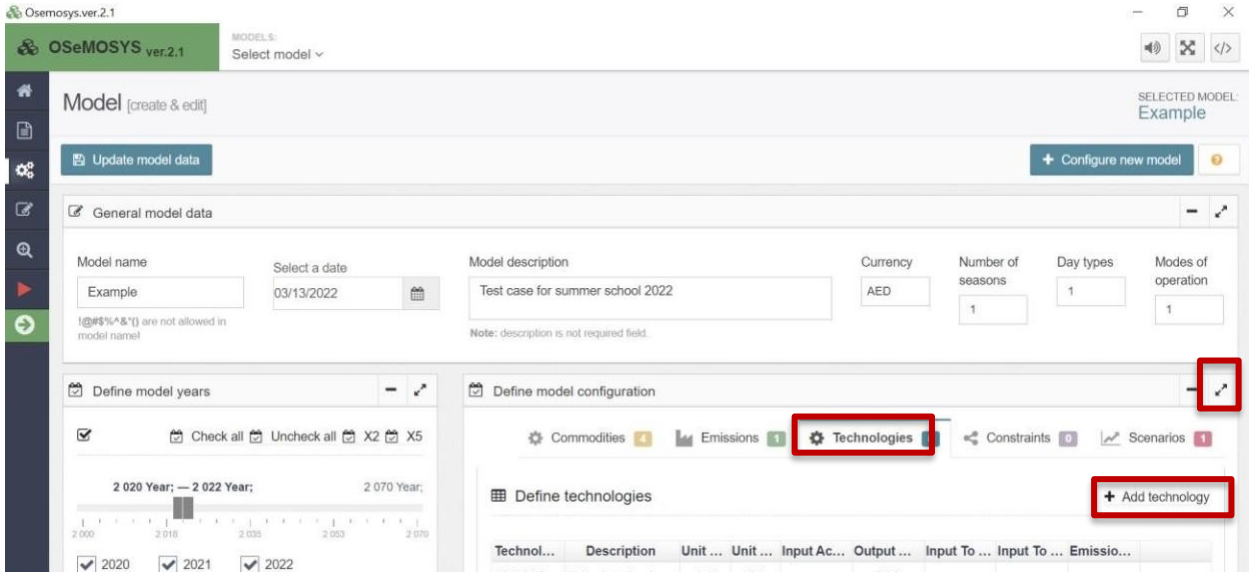 Osemosys.ver.2.1
OSeMOSYS ver.2.1
MODELS:
Select model
Model [create & edit]
SELECTED MODEL:
Example
Update model data
+ Configure new model
General model data
Model name
Select a date
Model description
Currency
Number of seasons
Day types
Modes of operation
Example
03/13/2022
Test case for summer school 2022
AED
1
1
1
!@#$%^&*() are not allowed in
model name!
Note: description is not required field.
Define model years
Define model configuration
Check all
Uncheck all
X2
X5
Commodities 4
Emissions 1
Technologies
Constraints 0
Scenarios 1
2 020 Year; — 2 022 Year;
2 070 Year;
Define technologies
+ Add technology
2 000
2 018
2 035
2 053
2 070
Technol...
Description
Unit ...
Unit ...
Input Ac...
Output ...
Input To ...
Input To ...
Emissio...
2020
2021
2022